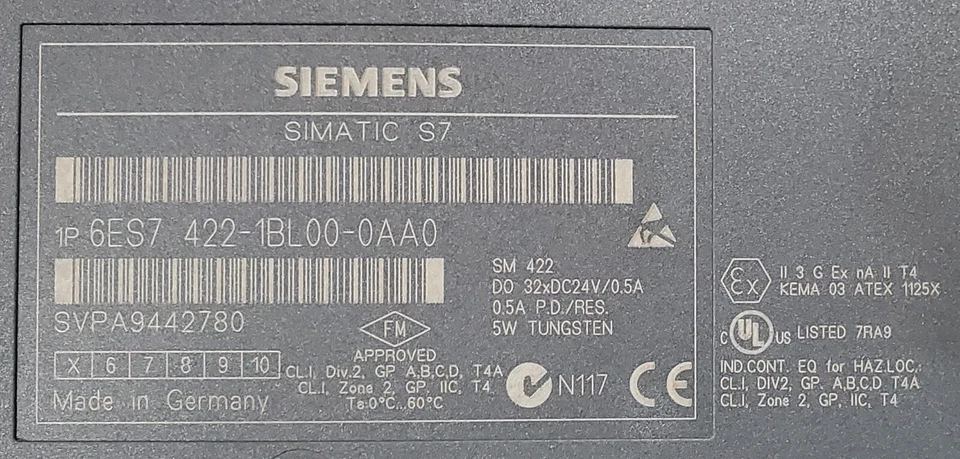 SIEMENS
SIMATIC S7
1P 6ES7 422-1BL00-0AA0
SVPA9442780
X 6 7 8 9 10
Made in Germany
FM
APPROVED
CL.I, Div.2, GP A,B,C,D, T4A
CL.I, Zone 2, GP, IIC, T4
Ta:0°C...60°C
SM 422
DO 32xDC24V/0.5A
0.5A P.D./RES.
5W TUNGSTEN
N117
CE
Ex
II 3 G Ex nA II T4
KEMA 03 ATEX 1125X
C UL US LISTED 7RA9
IND.CONT. EQ for HAZ.LOC.:
CL.I, DIV2, GP. A,B,C,D T4A
CL.I, Zone 2, GP, IIC, T4